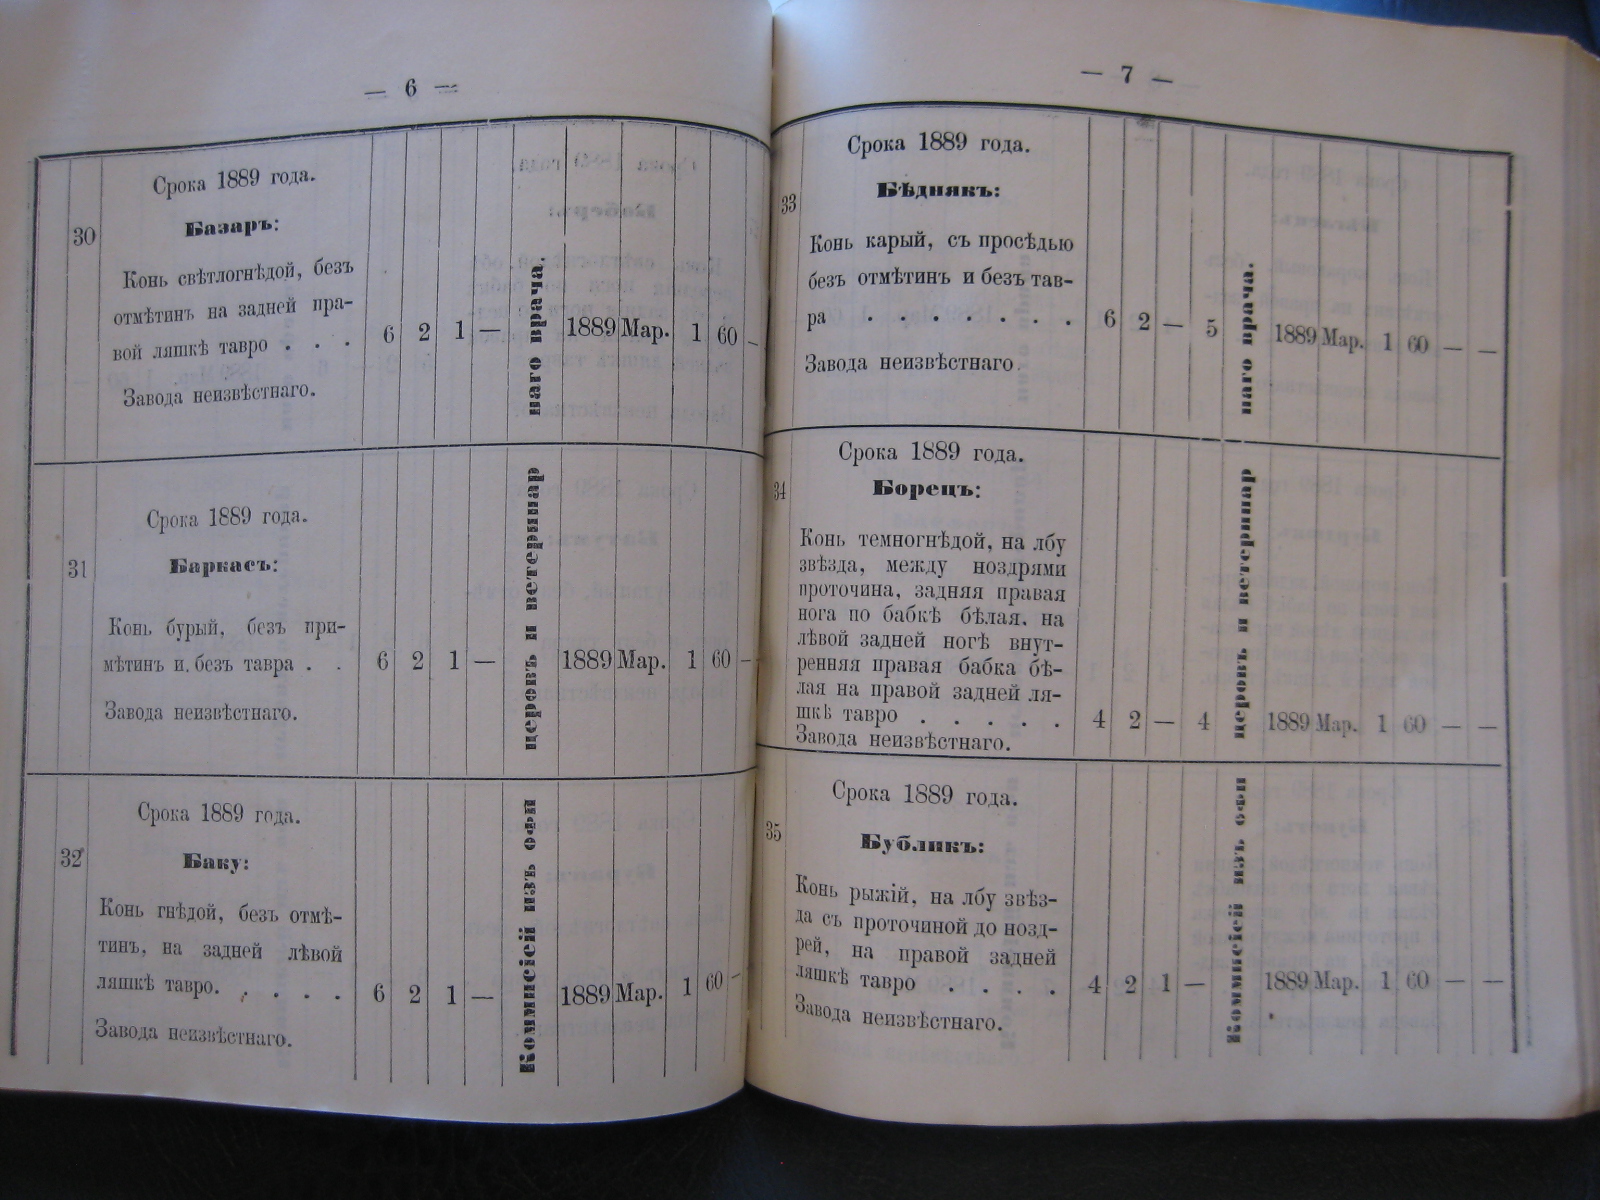 — 6 —
30
Срока 1889 года.
Базаръ:
Конь свѣтлогнѣдой, безъ
отмѣтинъ на задней пра-
вой ляшкѣ тавро . . .
6 2 1 — 1889 Мар. 1 60 —
Завода неизвѣстнаго.
31
Срока 1889 года.
Баркасъ:
Конь бурый, безъ при-
мѣтинъ и безъ тавра . .
6 2 1 — 1889 Мар. 1 60 —
Завода неизвѣстнаго.
32
Срока 1889 года.
Баку:
Конь гнѣдой, безъ отмѣ-
тинъ, на задней лѣвой
ляшкѣ тавро. . . . .
6 2 1 — 1889 Мар. 1 60 —
Завода неизвѣстнаго.
Коммисіей изъ офи
церовъ и ветеринар
наго врача.
— 7 —
33
Срока 1889 года.
Бѣднякъ:
Конь карый, съ просѣдью
безъ отмѣтинъ и безъ тав-
ра . . . . . . .
6 2 — 5 1889 Мар. 1 60 — —
Завода неизвѣстнаго.
34
Срока 1889 года.
Борецъ:
Конь темногнѣдой, на лбу
звѣзда, между ноздрями
проточина, задняя правая
нога по бабкѣ бѣлая. на
лѣвой задней ногѣ внут-
ренняя правая бабка бѣ-
лая на правой задней ля-
шкѣ тавро . . . . .
4 2 — 4 1889 Мар. 1 60 — —
Завода неизвѣстнаго.
35
Срока 1889 года.
Бубликъ:
Конь рыжій, на лбу звѣз-
да съ проточиной до нозд-
рей, на правой задней
ляшкѣ тавро . . . .
4 2 1 — 1889 Мар. 1 60 — —
Завода неизвѣстнаго.
Коммисіей изъ офи
церовъ и ветеринар
наго врача.